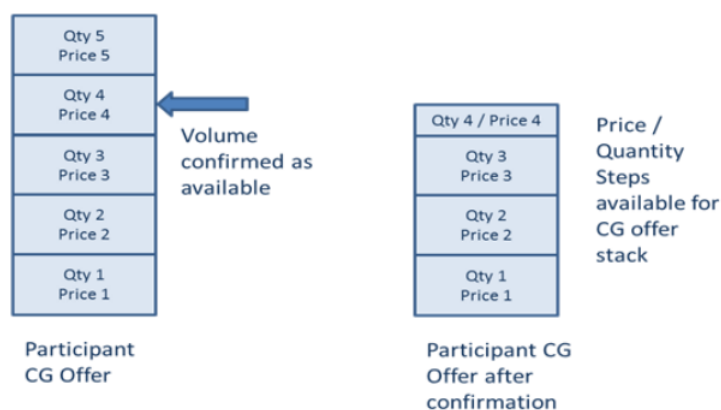 Qty 5
Price 5
Qty 4
Price 4
Qty 3
Price 3
Qty 2
Price 2
Qty 1
Price 1
Participant
CG Offer
Volume
confirmed as
available
Qty 4 / Price 4
Qty 3
Price 3
Qty 2
Price 2
Qty 1
Price 1
Participant CG
Offer after
confirmation
Price /
Quantity
Steps
available for
CG offer
stack